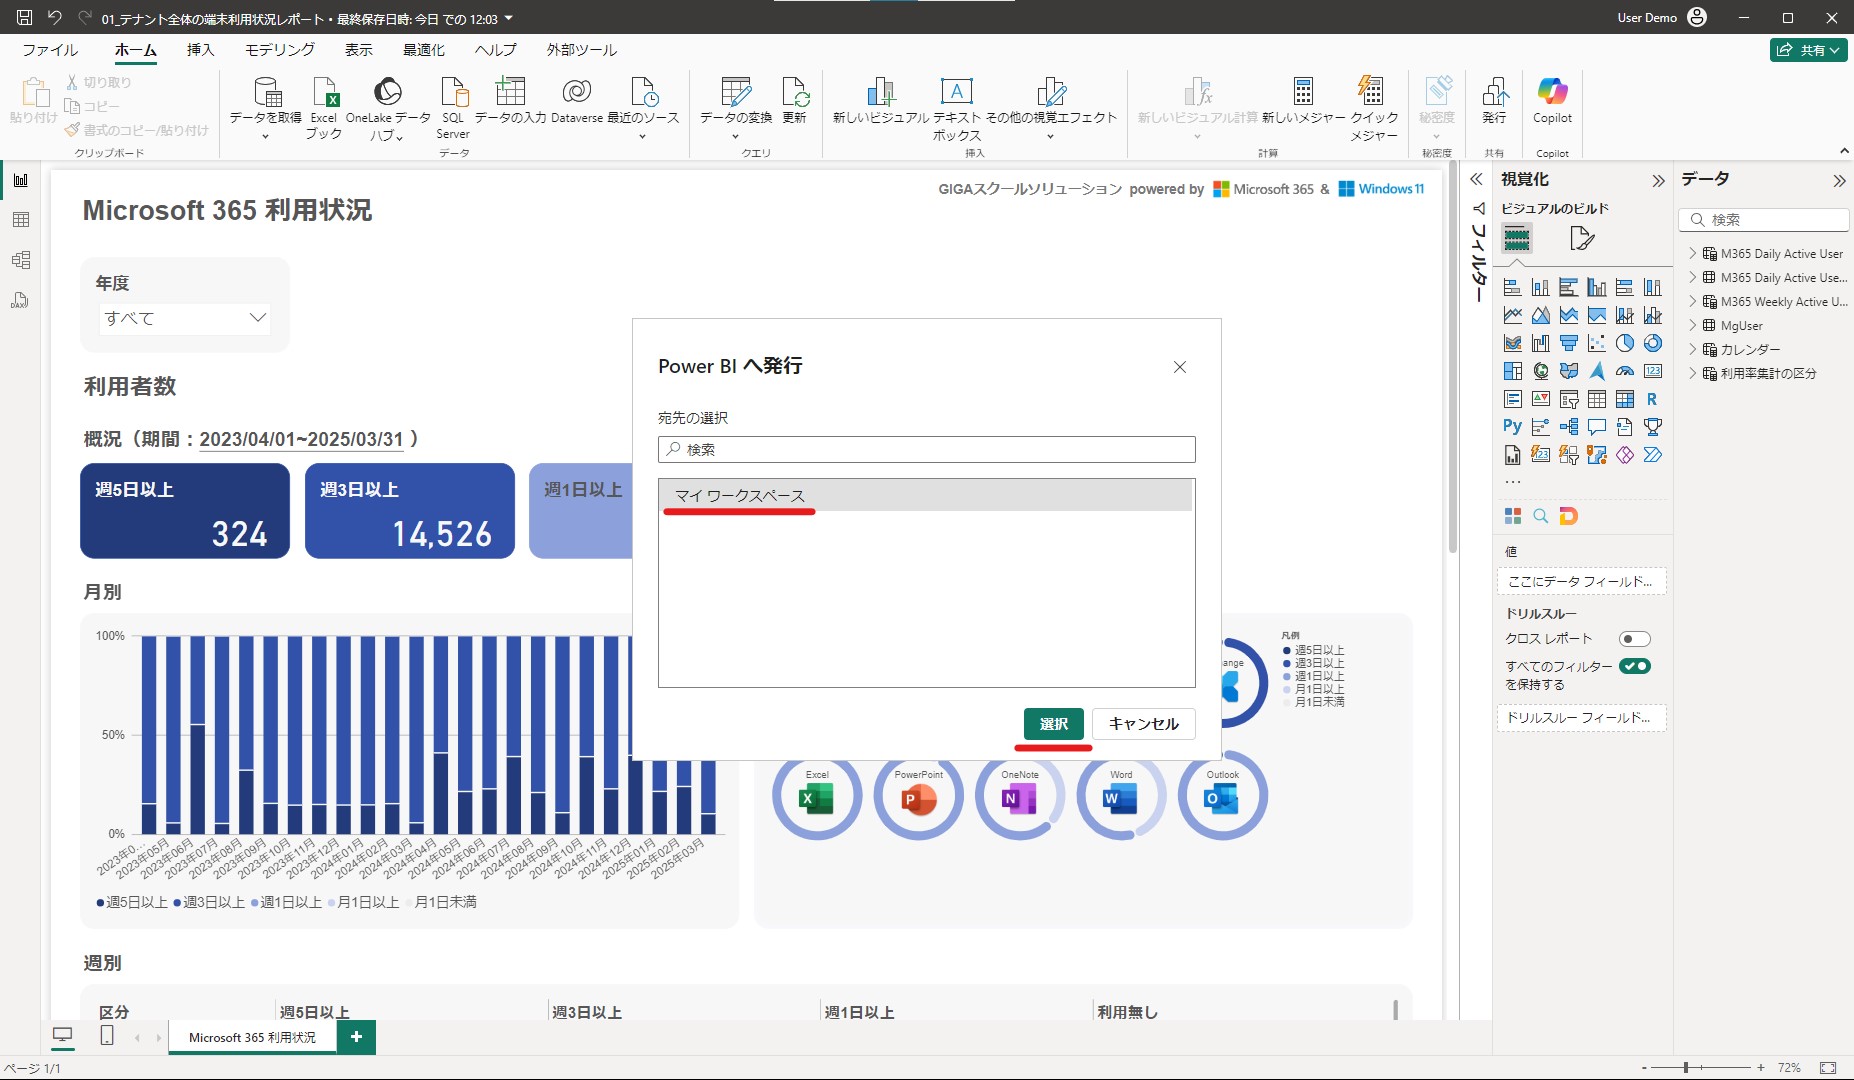 01_テナント全体の端末利用状況レポート • 最終保存日時: 今日 での 12:03
User Demo
ファイル ホーム 挿入 モデリング 表示 最適化 ヘルプ 外部ツール
共有
貼り付け
切り取り
コピー
書式のコピー/貼り付け
クリップボード
データを取得
Excel
ブック
OneLake データ
ハブ
SQL
Server
データの入力
Dataverse
最近のソース
データ
データの変換
更新
クエリ
新しいビジュアル
テキスト
ボックス
その他の視覚エフェクト
挿入
新しいビジュアル計算
新しいメジャー
クイック
メジャー
計算
秘密度
秘密度
発行
共有
Copilot
Copilot
Microsoft 365 利用状況
GIGAスクールソリューション powered by Microsoft 365 & Windows 11
年度
すべて
利用者数
概況（期間：2023/04/01~2025/03/31 ）
週5日以上
324
週3日以上
14,526
週1日以上
月別
100%
50%
0%
2023年0...
2023年05月
2023年06月
2023年07月
2023年08月
2023年09月
2023年10月
2023年11月
2023年12月
2024年01月
2024年02月
2024年03月
2024年04月
2024年05月
2024年06月
2024年07月
2024年08月
2024年09月
2024年10月
2024年11月
2024年12月
2025年01月
2025年02月
2025年03月
週5日以上 週3日以上 週1日以上 月1日以上 月1日未満
Power BI へ発行
宛先の選択
検索
マイ ワークスペース
選択
キャンセル
ange
凡例
週5日以上
週3日以上
週1日以上
月1日以上
月1日未満
Excel
X
PowerPoint
P
OneNote
N
Word
W
Outlook
O
週別
区分
週5日以上
週3日以上
週1日以上
利用無し
フィルター
視覚化
ビジュアルのビルド
123
R
Py
123
...
値
ここにデータ フィールド...
ドリルスルー
クロス レポート
すべてのフィルター
を保持する
ドリルスルー フィールド...
データ
検索
M365 Daily Active User
M365 Daily Active Use...
M365 Weekly Active U...
MgUser
カレンダー
利用率集計の区分
DAX
Microsoft 365 利用状況
+
ページ 1/1
- + 72%